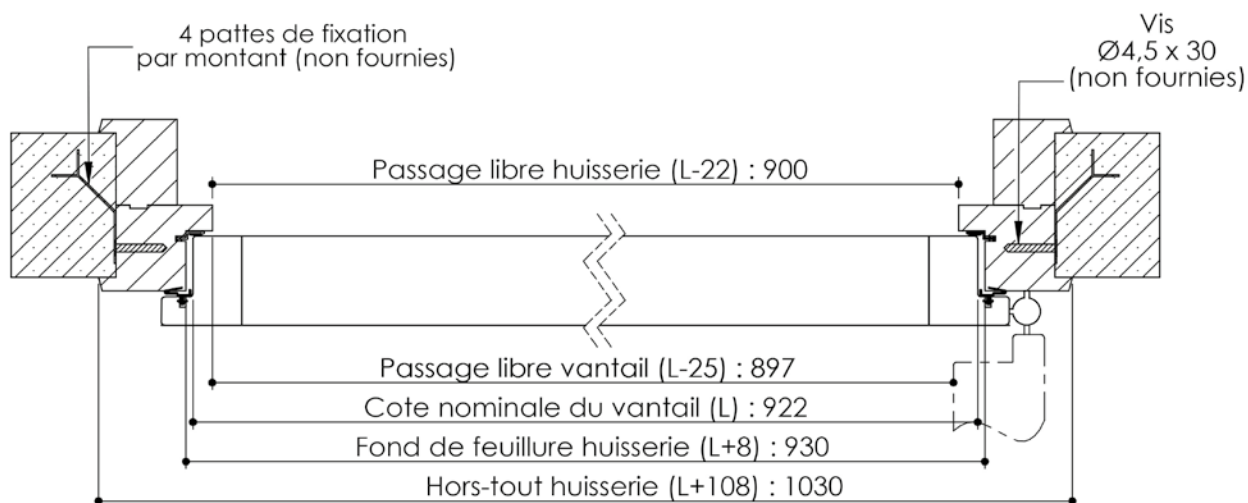 4 pattes de fixation
par montant (non fournies)
Vis
Ø4,5 x 30
(non fournies)
Passage libre huisserie (L-22) : 900
Passage libre vantail (L-25) : 897
Cote nominale du vantail (L) : 922
Fond de feuillure huisserie (L+8) : 930
Hors-tout huisserie (L+108) : 1030